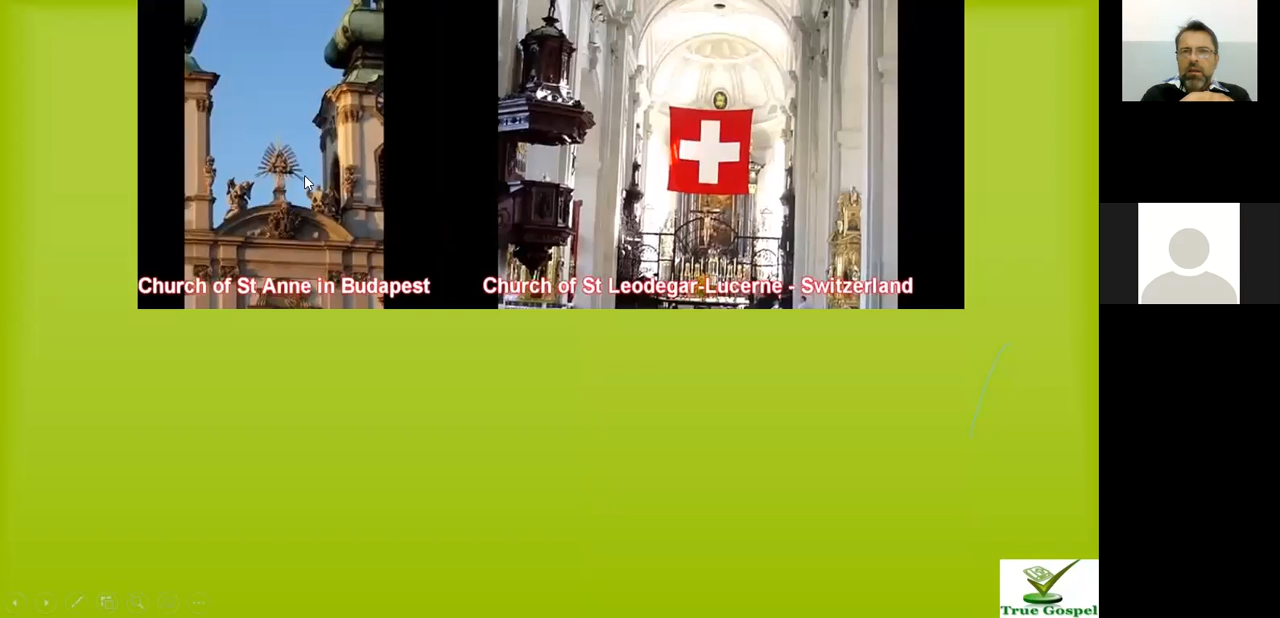 Church of St Anne in Budapest
Church of St Leodegar-Lucerne - Switzerland
True Gospel